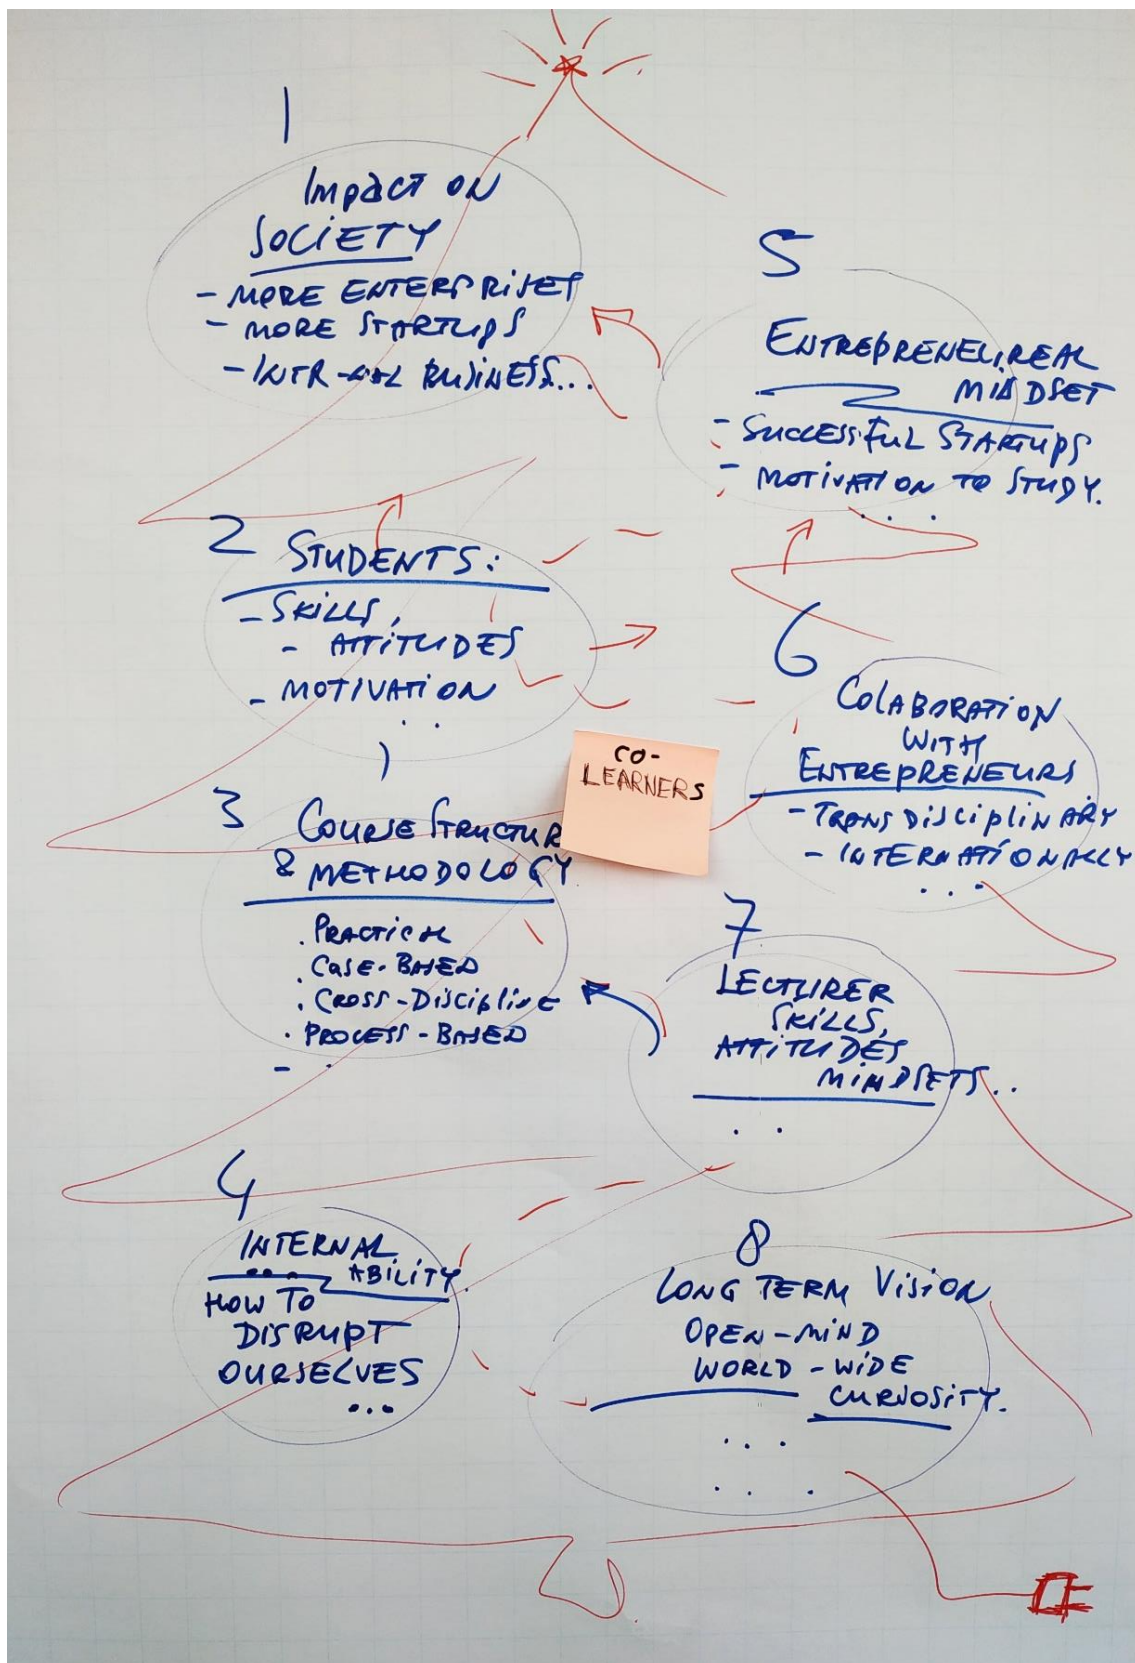 1
Impact on
SOCIETY
- MORE ENTERPRISES
- MORE STARTUPS
- BUSINESS...
2 STUDENTS:
- SKILLS,
- ATTITUDES
- MOTIVATION
. .
3 COURSE STRUCTUR
& METHODOLOGY
. PRACTICAL
. CASE-BASED
. CROSS-DISCIPLINE
. PROCESS-BASED
- .
4
INTERNAL
... ABILITY.
HOW TO
DISRUPT
OURSELVES
...
5
ENTREPRENEUREAL
MINDSET
- SUCCESSFUL STARTUPS
- MOTIVATION TO STUDY.
. . .
6
COLABORATION
WITH
ENTREPRENEURS
- TRANSDISCIPLINARY
- INTERNATIONALLY
...
CO-
LEARNERS
7
LECTURER
SKILLS,
ATTITUDES
MINDSETS..
. .
8
LONG TERM VISION
OPEN-MIND
WORLD-WIDE
CURIOSITY.
. . .
. . .